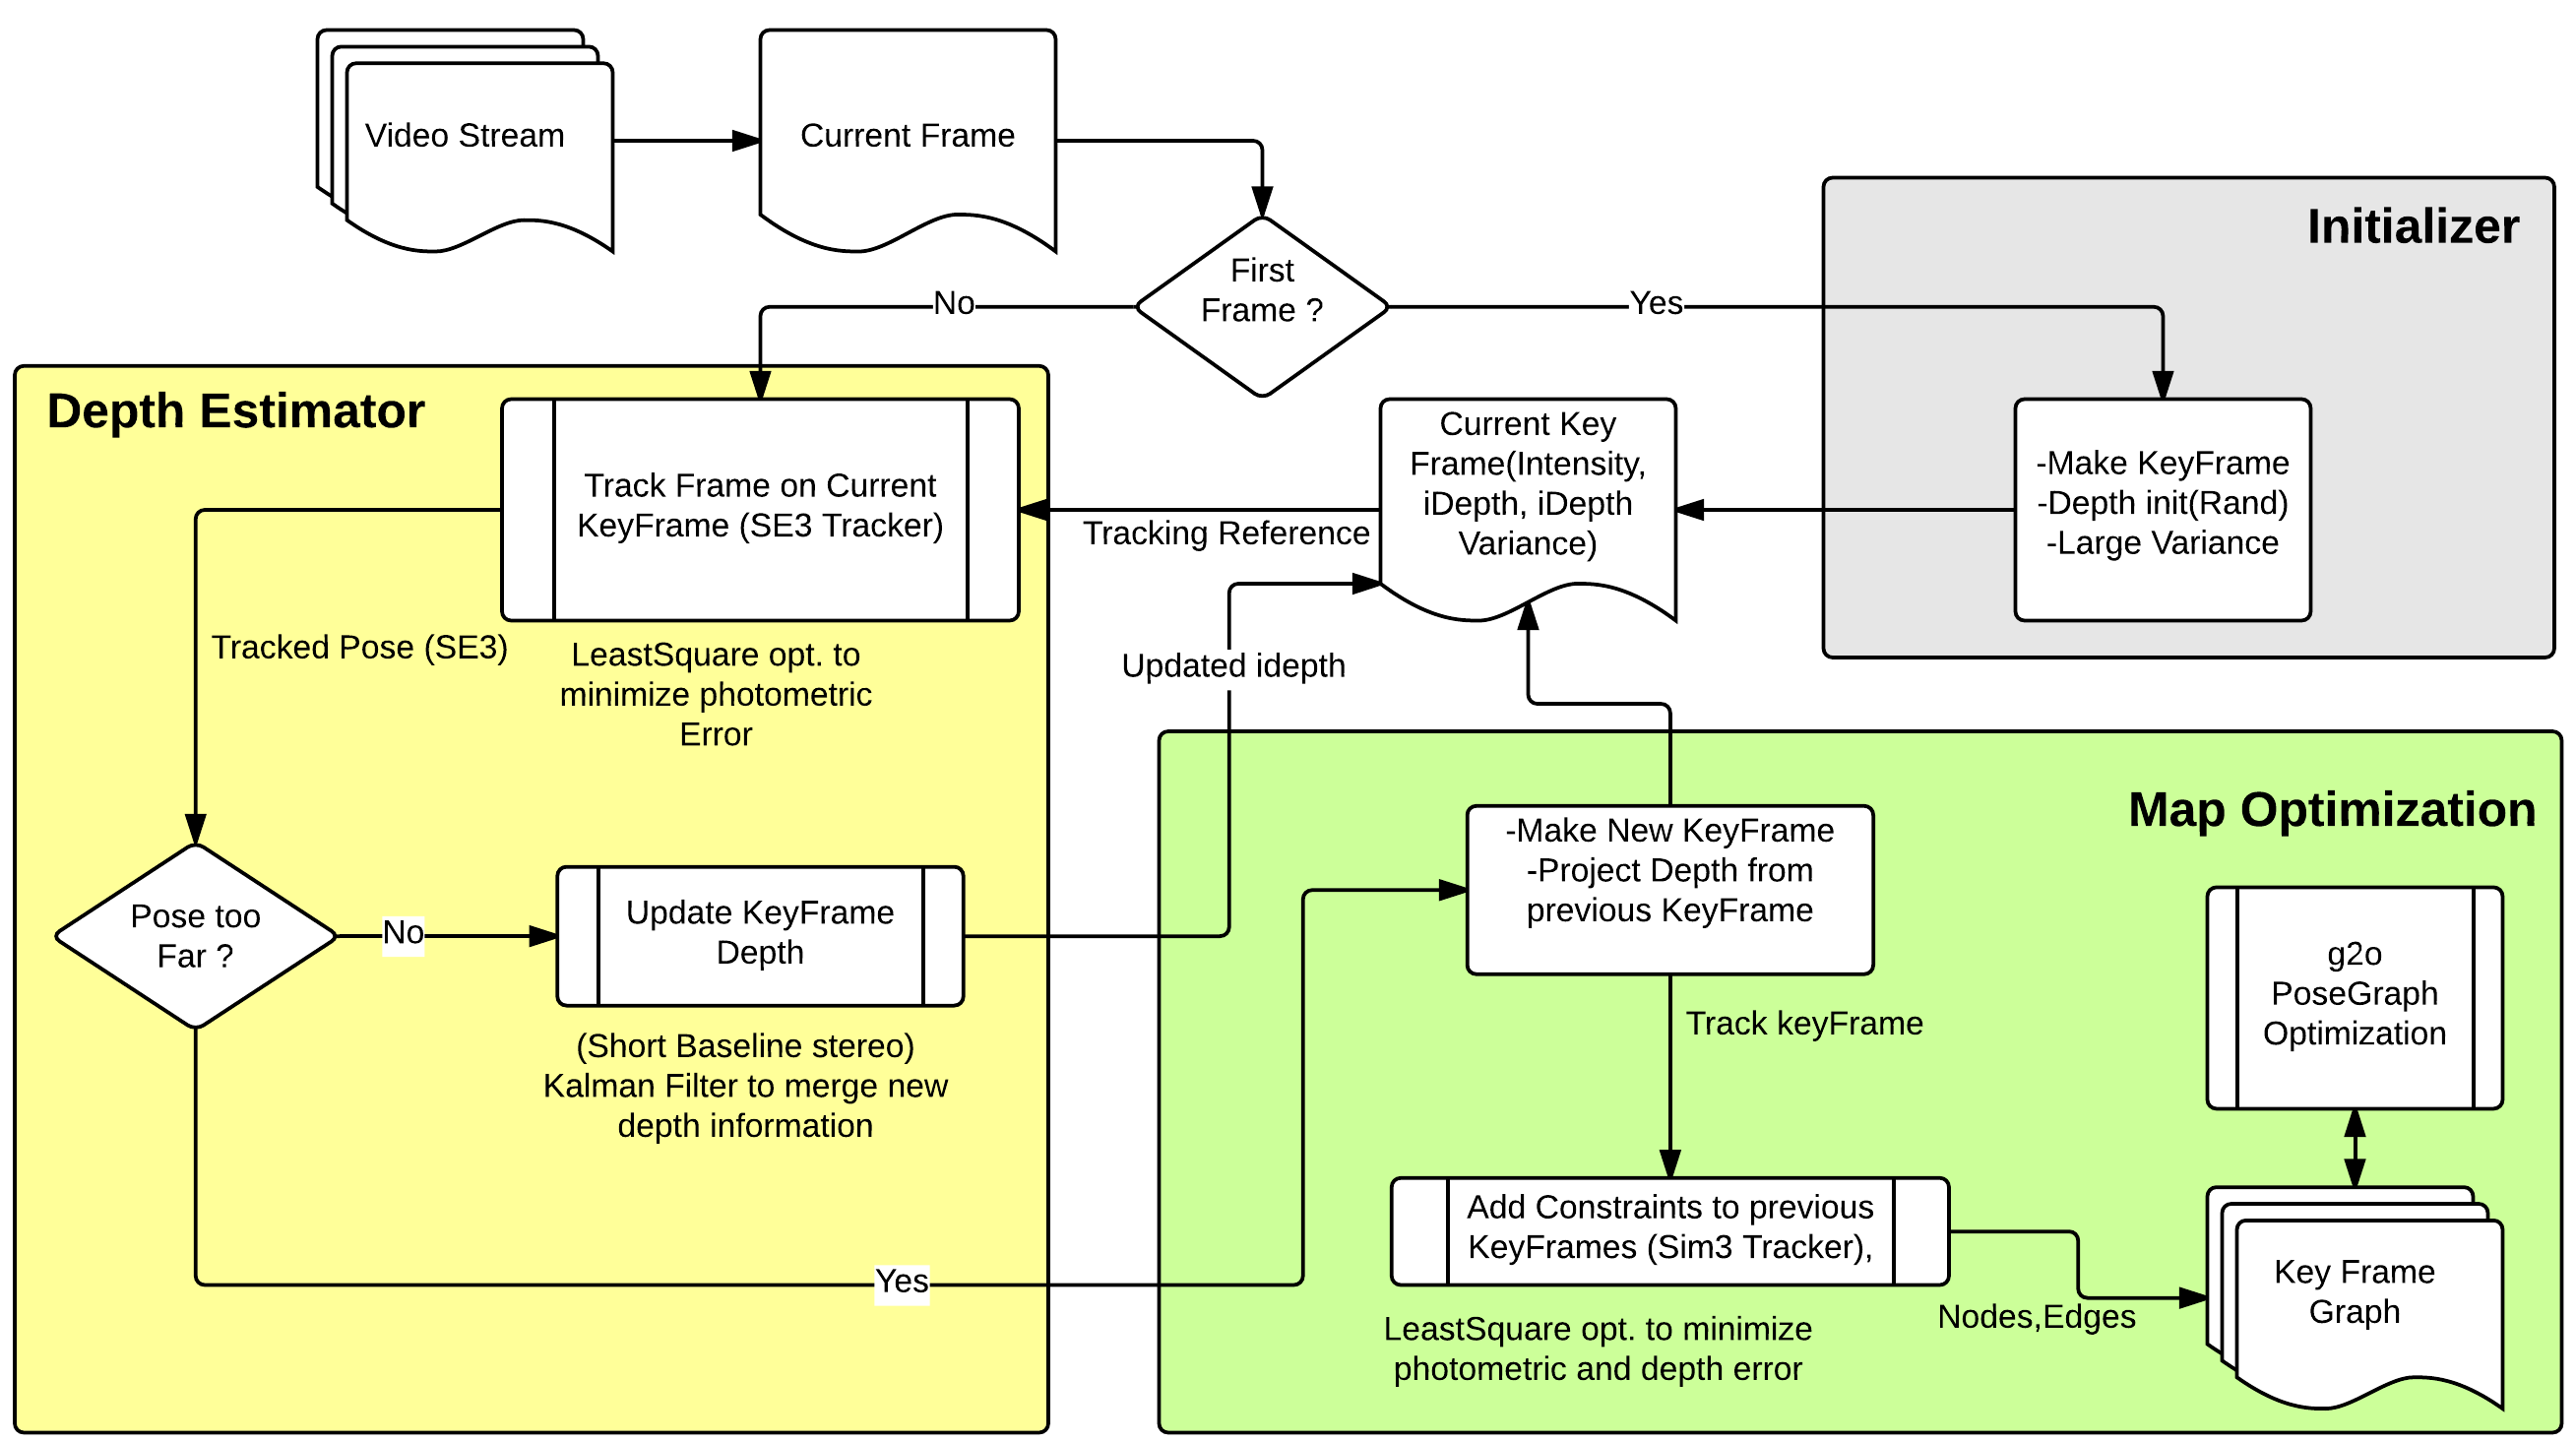 Video Stream
Current Frame
First
Frame ?
No
Yes
Initializer
-Make KeyFrame
-Depth init(Rand)
-Large Variance
Current Key
Frame(Intensity,
iDepth, iDepth
Variance)
Tracking Reference
Depth Estimator
Track Frame on Current
KeyFrame (SE3 Tracker)
LeastSquare opt. to
minimize photometric
Error
Tracked Pose (SE3)
Updated idepth
Pose too
Far ?
No
Update KeyFrame
Depth
(Short Baseline stereo)
Kalman Filter to merge new
depth information
Yes
Map Optimization
-Make New KeyFrame
-Project Depth from
previous KeyFrame
Track keyFrame
Add Constraints to previous
KeyFrames (Sim3 Tracker),
LeastSquare opt. to minimize
photometric and depth error
Nodes,Edges
g2o
PoseGraph
Optimization
Key Frame
Graph